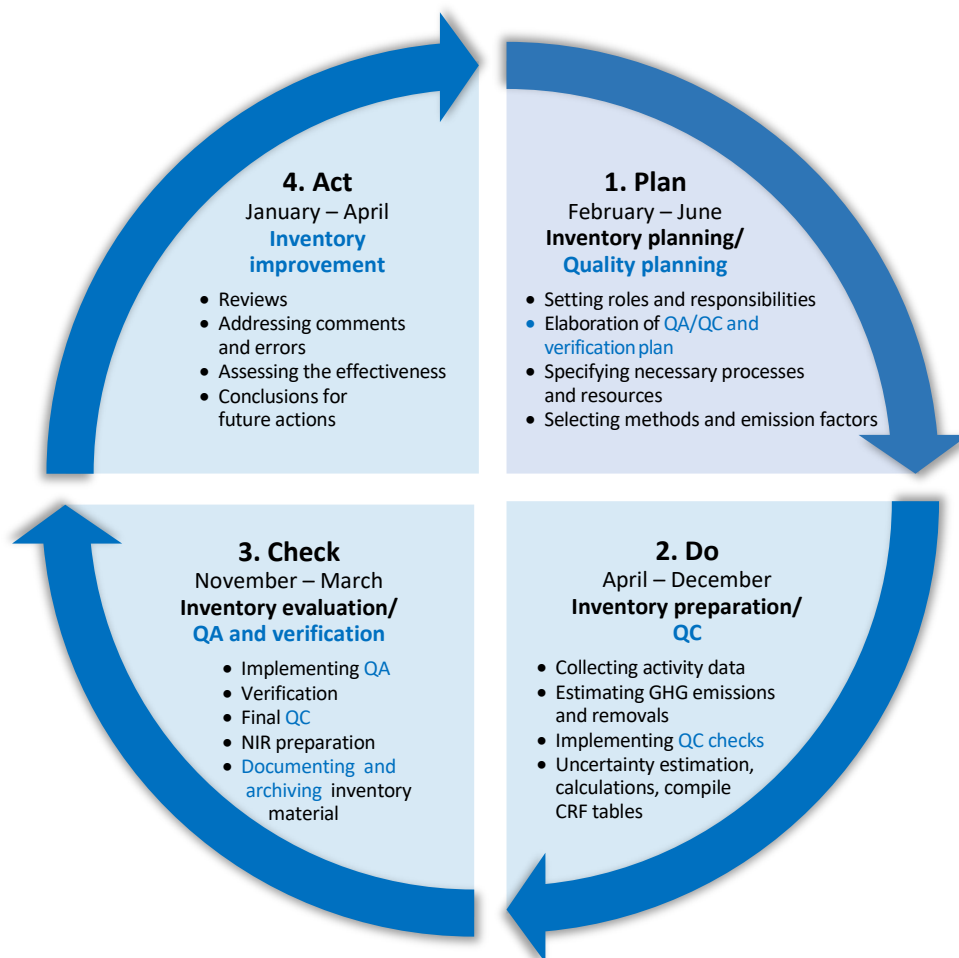 4. Act
January – April
Inventory
improvement
• Reviews
• Addressing comments
and errors
• Assessing the effectiveness
• Conclusions for
future actions
1. Plan
February – June
Inventory planning/
Quality planning
• Setting roles and responsibilities
• Elaboration of QA/QC and
verification plan
• Specifying necessary processes
and resources
• Selecting methods and emission factors
3. Check
November – March
Inventory evaluation/
QA and verification
• Implementing QA
• Verification
• Final QC
• NIR preparation
• Documenting and
archiving inventory
material
2. Do
April – December
Inventory preparation/
QC
• Collecting activity data
• Estimating GHG emissions
and removals
• Implementing QC checks
• Uncertainty estimation,
calculations, compile
CRF tables